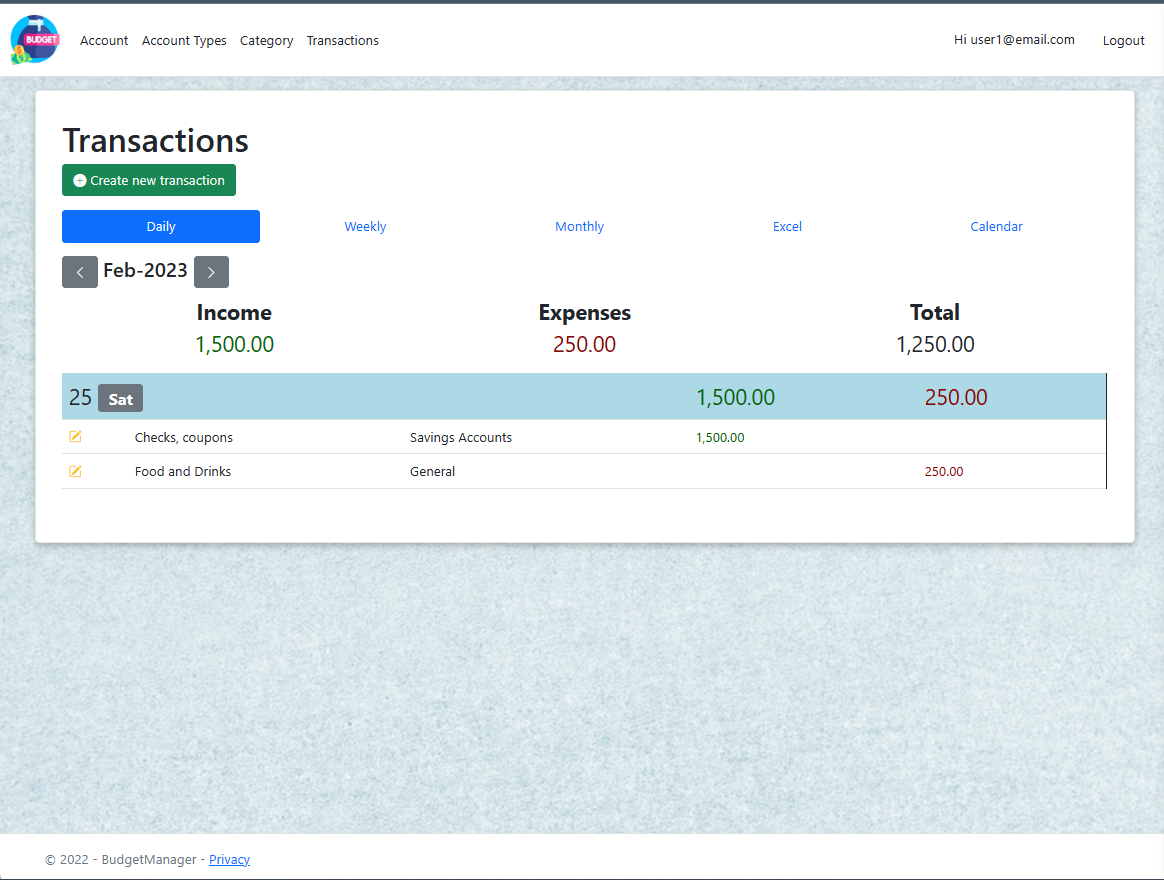 BUDGET
Account Account Types Category Transactions Hi user1@email.com Logout
Transactions
Create new transaction
Daily Weekly Monthly Excel Calendar
Feb-2023
Income Expenses Total
1,500.00 250.00 1,250.00
25 Sat 1,500.00 250.00
Checks, coupons Savings Accounts 1,500.00
Food and Drinks General 250.00
© 2022 - BudgetManager - Privacy